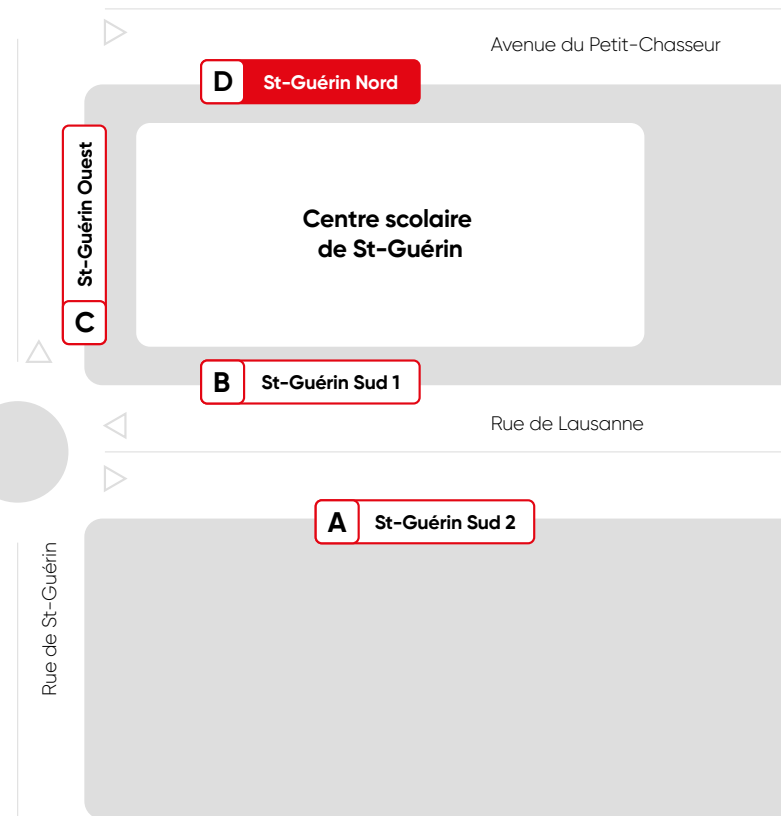 Avenue du Petit-Chasseur
D St-Guérin Nord
St-Guérin Ouest
C
Centre scolaire
de St-Guérin
B St-Guérin Sud 1
Rue de Lausanne
A St-Guérin Sud 2
Rue de St-Guérin